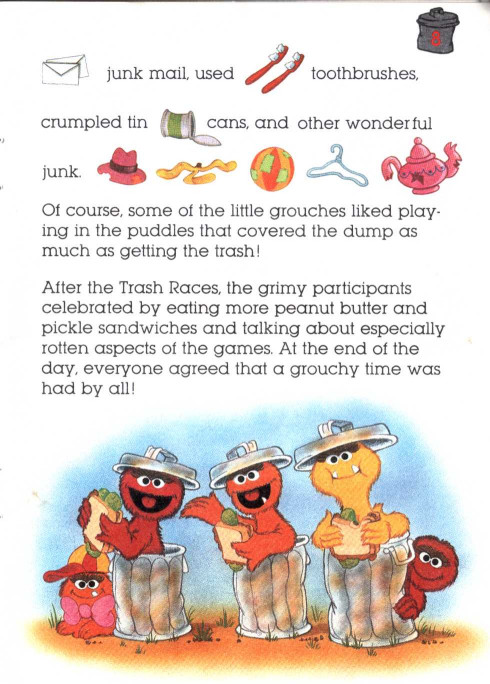 6
junk mail, used toothbrushes,
crumpled tin cans, and other wonderful
junk.
Of course, some of the little grouches liked play-
ing in the puddles that covered the dump as
much as getting the trash!
After the Trash Races, the grimy participants
celebrated by eating more peanut butter and
pickle sandwiches and talking about especially
rotten aspects of the games. At the end of the
day, everyone agreed that a grouchy time was
had by all!